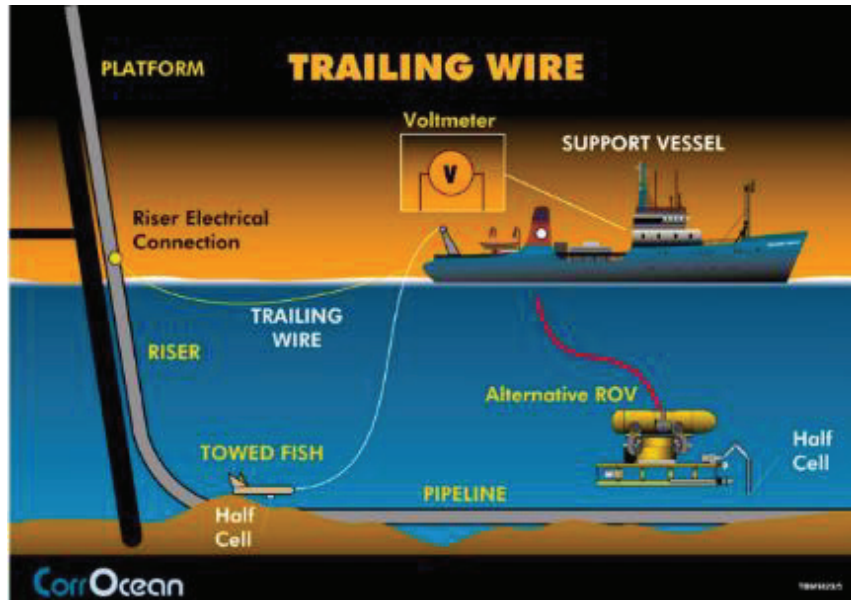 PLATFORM
TRAILING WIRE
Voltmeter
V
SUPPORT VESSEL
Riser Electrical
Connection
TRAILING
WIRE
RISER
Alternative ROV
TOWED FISH
Half
Cell
PIPELINE
Half
Cell
CorrOcean